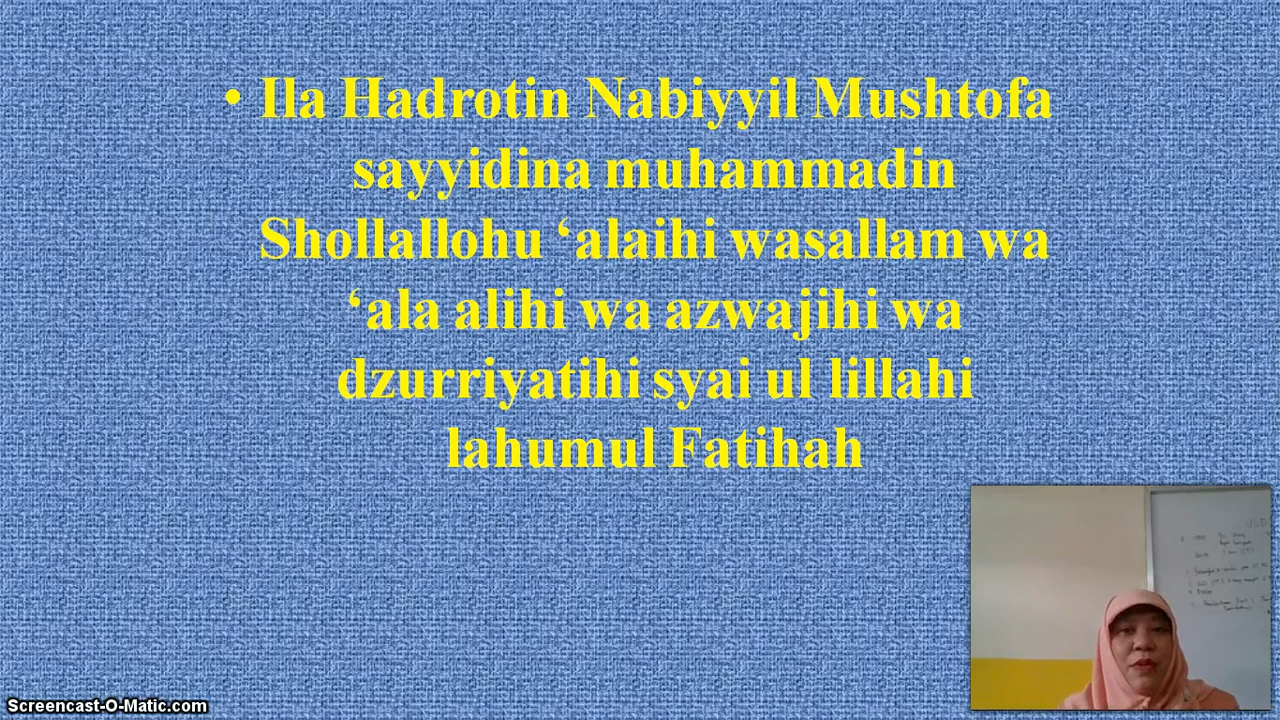 • Ila Hadrotin Nabiyyil Mushtofa
sayyidina muhammadin
Shollallohu ‘alaihi wasallam wa
‘ala alihi wa azwajihi wa
dzurriyatihi syai ul lillahi
lahumul Fatihah
Screencast-O-Matic.com